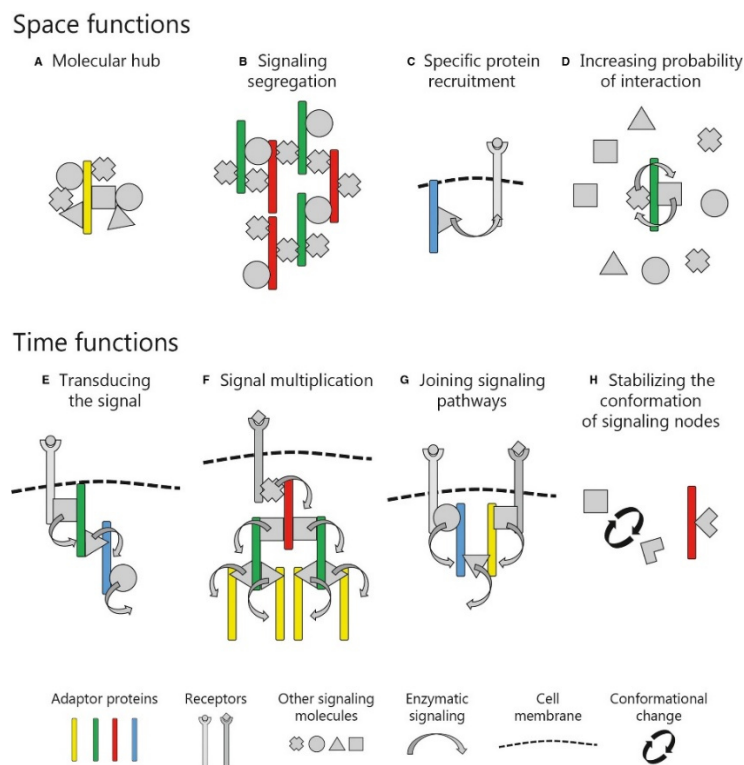 Space functions
A Molecular hub
B Signaling
segregation
C Specific protein
recruitment
D Increasing probability
of interaction
Time functions
E Transducing
the signal
F Signal multiplication
G Joining signaling
pathways
H Stabilizing the
conformation
of signaling nodes
Adaptor proteins
Receptors
Other signaling
molecules
Enzymatic
signaling
Cell
membrane
Conformational
change